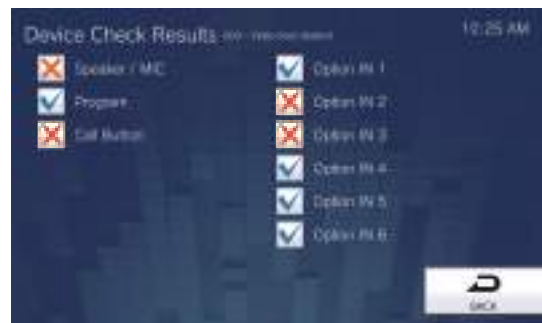 Device Check Results
10:25 AM
Speaker / MIC
Program
Call Button
Option IN 1
Option IN 2
Option IN 3
Option IN 4
Option IN 5
Option IN 6
BACK